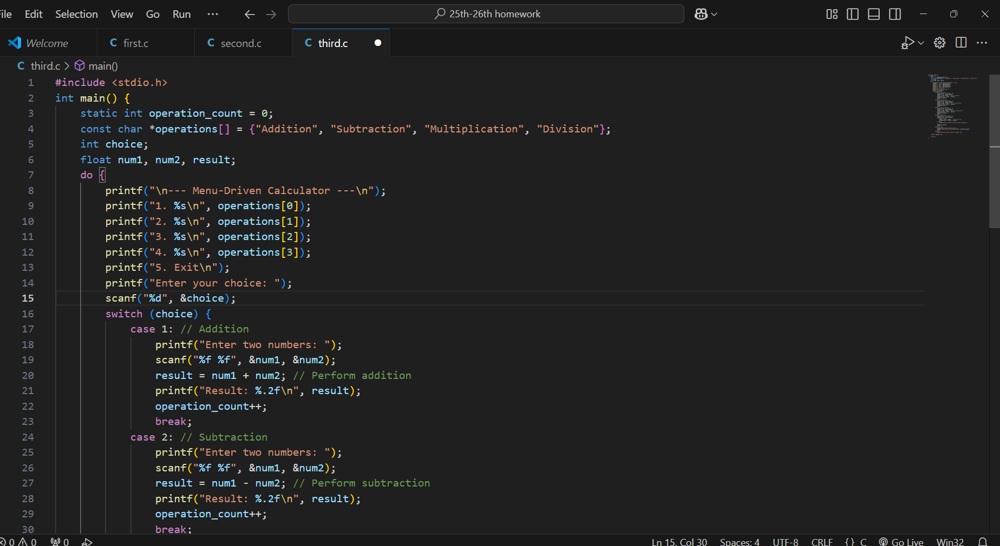 ile Edit Selection View Go Run ··· 25th-26th homework
Welcome first.c second.c third.c
third.c > main()
1 #include <stdio.h>
2 int main() {
3 static int operation_count = 0;
4 const char *operations[] = {"Addition", "Subtraction", "Multiplication", "Division"};
5 int choice;
6 float num1, num2, result;
7 do {
8 printf("\n--- Menu-Driven Calculator ---\n");
9 printf("1. %s\n", operations[0]);
10 printf("2. %s\n", operations[1]);
11 printf("3. %s\n", operations[2]);
12 printf("4. %s\n", operations[3]);
13 printf("5. Exit\n");
14 printf("Enter your choice: ");
15 scanf("%d", &choice);
16 switch (choice) {
17 case 1: // Addition
18 printf("Enter two numbers: ");
19 scanf("%f %f", &num1, &num2);
20 result = num1 + num2; // Perform addition
21 printf("Result: %.2f\n", result);
22 operation_count++;
23 break;
24 case 2: // Subtraction
25 printf("Enter two numbers: ");
26 scanf("%f %f", &num1, &num2);
27 result = num1 - num2; // Perform subtraction
28 printf("Result: %.2f\n", result);
29 operation_count++;
30 break;
0 0 0 Ln 15, Col 30 Spaces: 4 UTF-8 CRLF {} C Go Live Win32